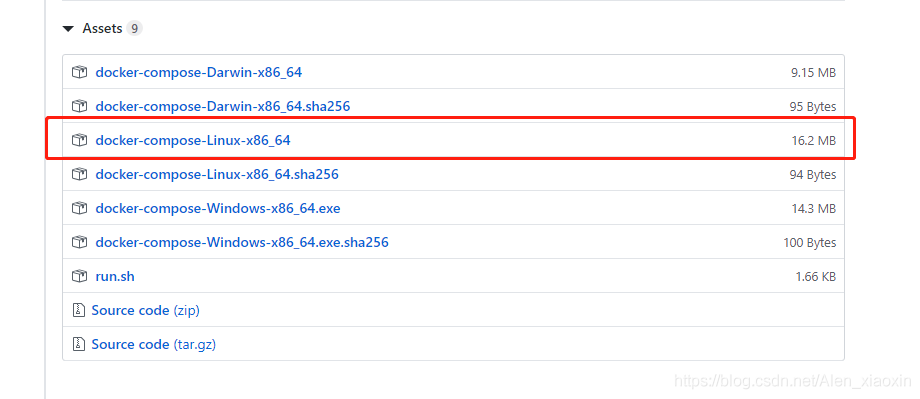 Assets 9
docker-compose-Darwin-x86_64 9.15 MB
docker-compose-Darwin-x86_64.sha256 95 Bytes
docker-compose-Linux-x86_64 16.2 MB
docker-compose-Linux-x86_64.sha256 94 Bytes
docker-compose-Windows-x86_64.exe 14.3 MB
docker-compose-Windows-x86_64.exe.sha256 100 Bytes
run.sh 1.66 KB
Source code (zip)
Source code (tar.gz)
https://blog.csdn.net/Alen_xiaoxin